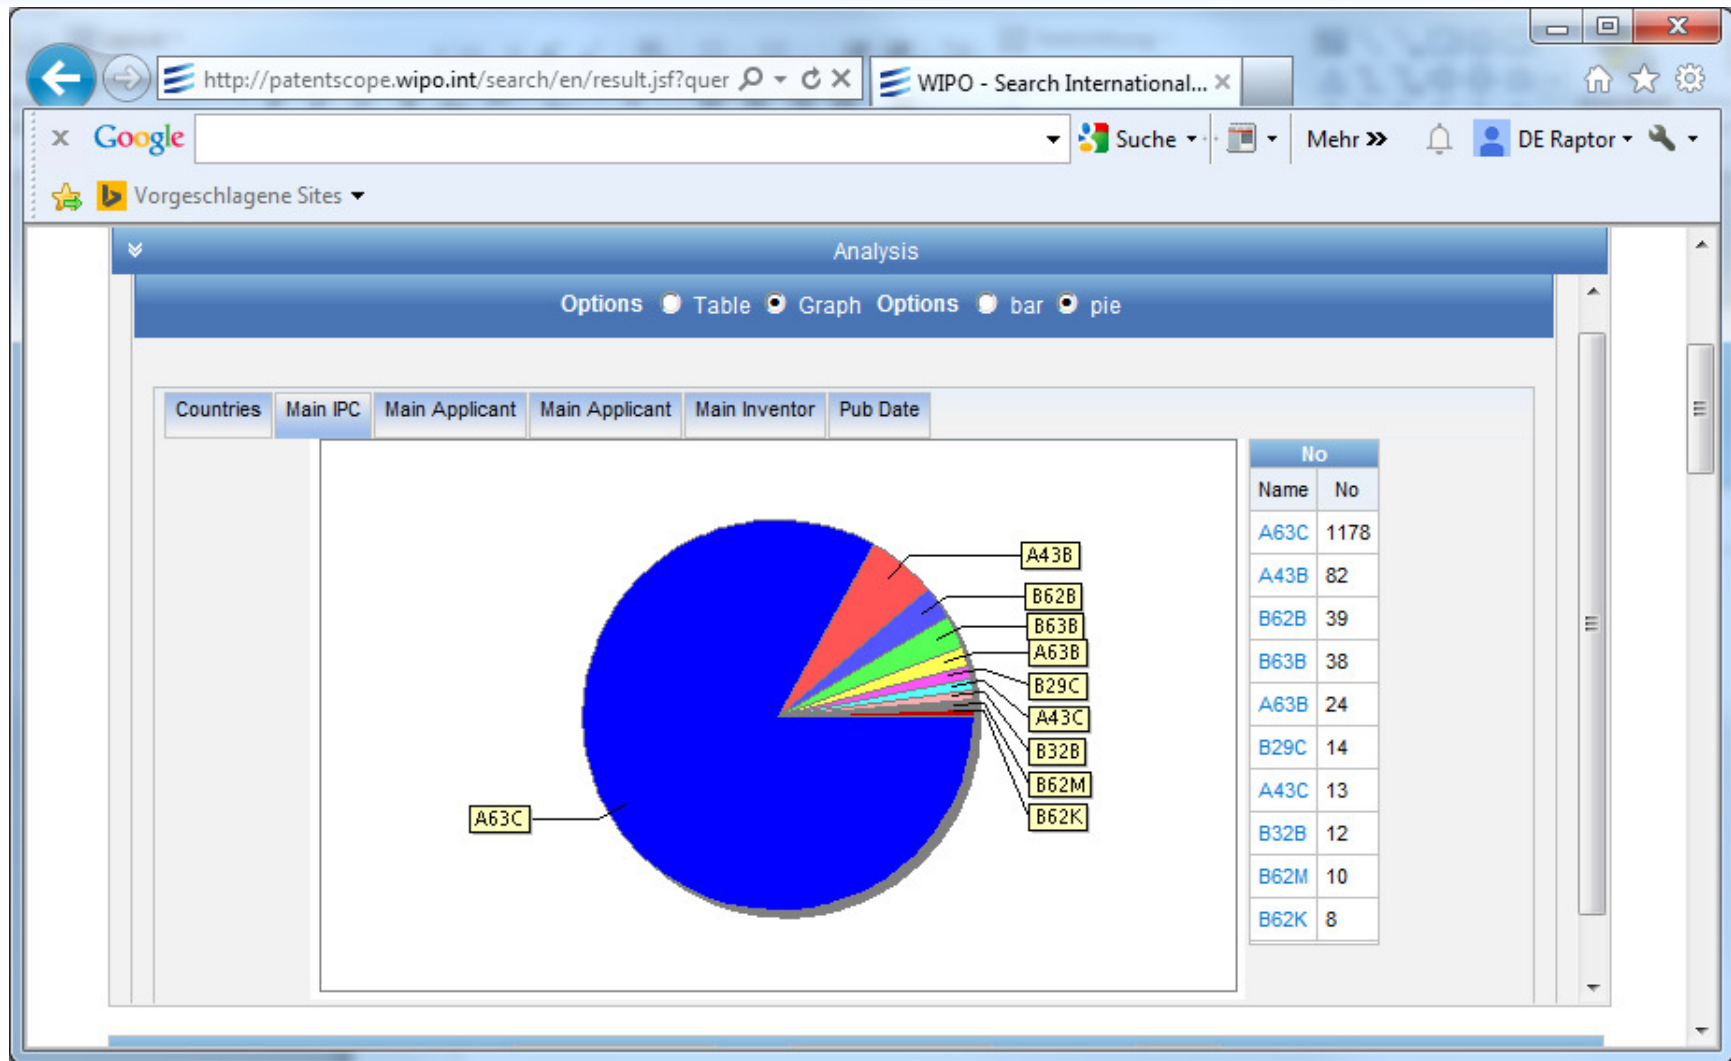 http://patentscope.wipo.int/search/en/result.jsf?quer
WIPO - Search International...
Google
Suche
Mehr »
DE Raptor
Vorgeschlagene Sites
Analysis
Options Table Graph Options bar pie
Countries Main IPC Main Applicant Main Applicant Main Inventor Pub Date
A43B
B62B
B63B
A63B
B29C
A43C
B32B
B62M
B62K
A63C
No
Name No
A63C 1178
A43B 82
B62B 39
B63B 38
A63B 24
B29C 14
A43C 13
B32B 12
B62M 10
B62K 8